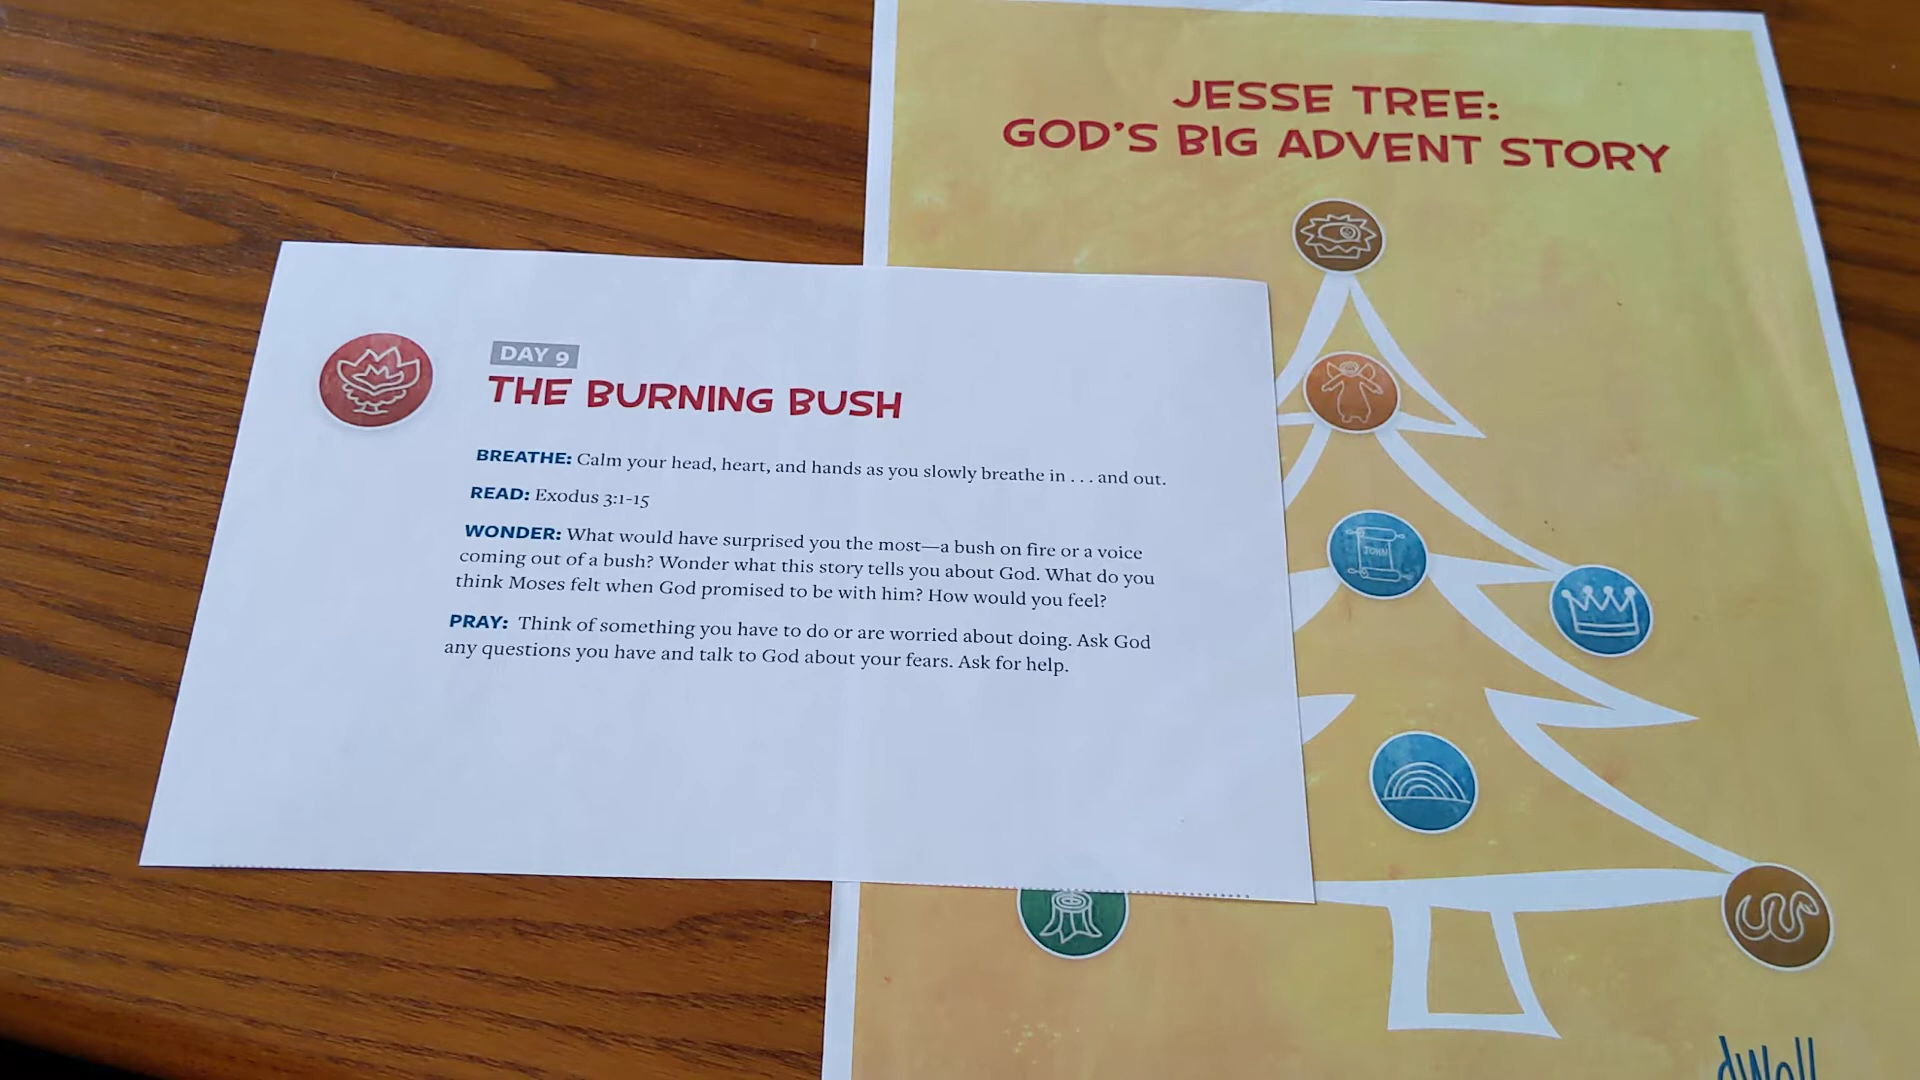 JESSE TREE:
GOD'S BIG ADVENT STORY
DAY 9
THE BURNING BUSH
BREATHE: Calm your head, heart, and hands as you slowly breathe in . . . and out.
READ: Exodus 3:1-15
WONDER: What would have surprised you the most—a bush on fire or a voice
coming out of a bush? Wonder what this story tells you about God. What do you
think Moses felt when God promised to be with him? How would you feel?
PRAY: Think of something you have to do or are worried about doing. Ask God
any questions you have and talk to God about your fears. Ask for help.
JOHN
dwell